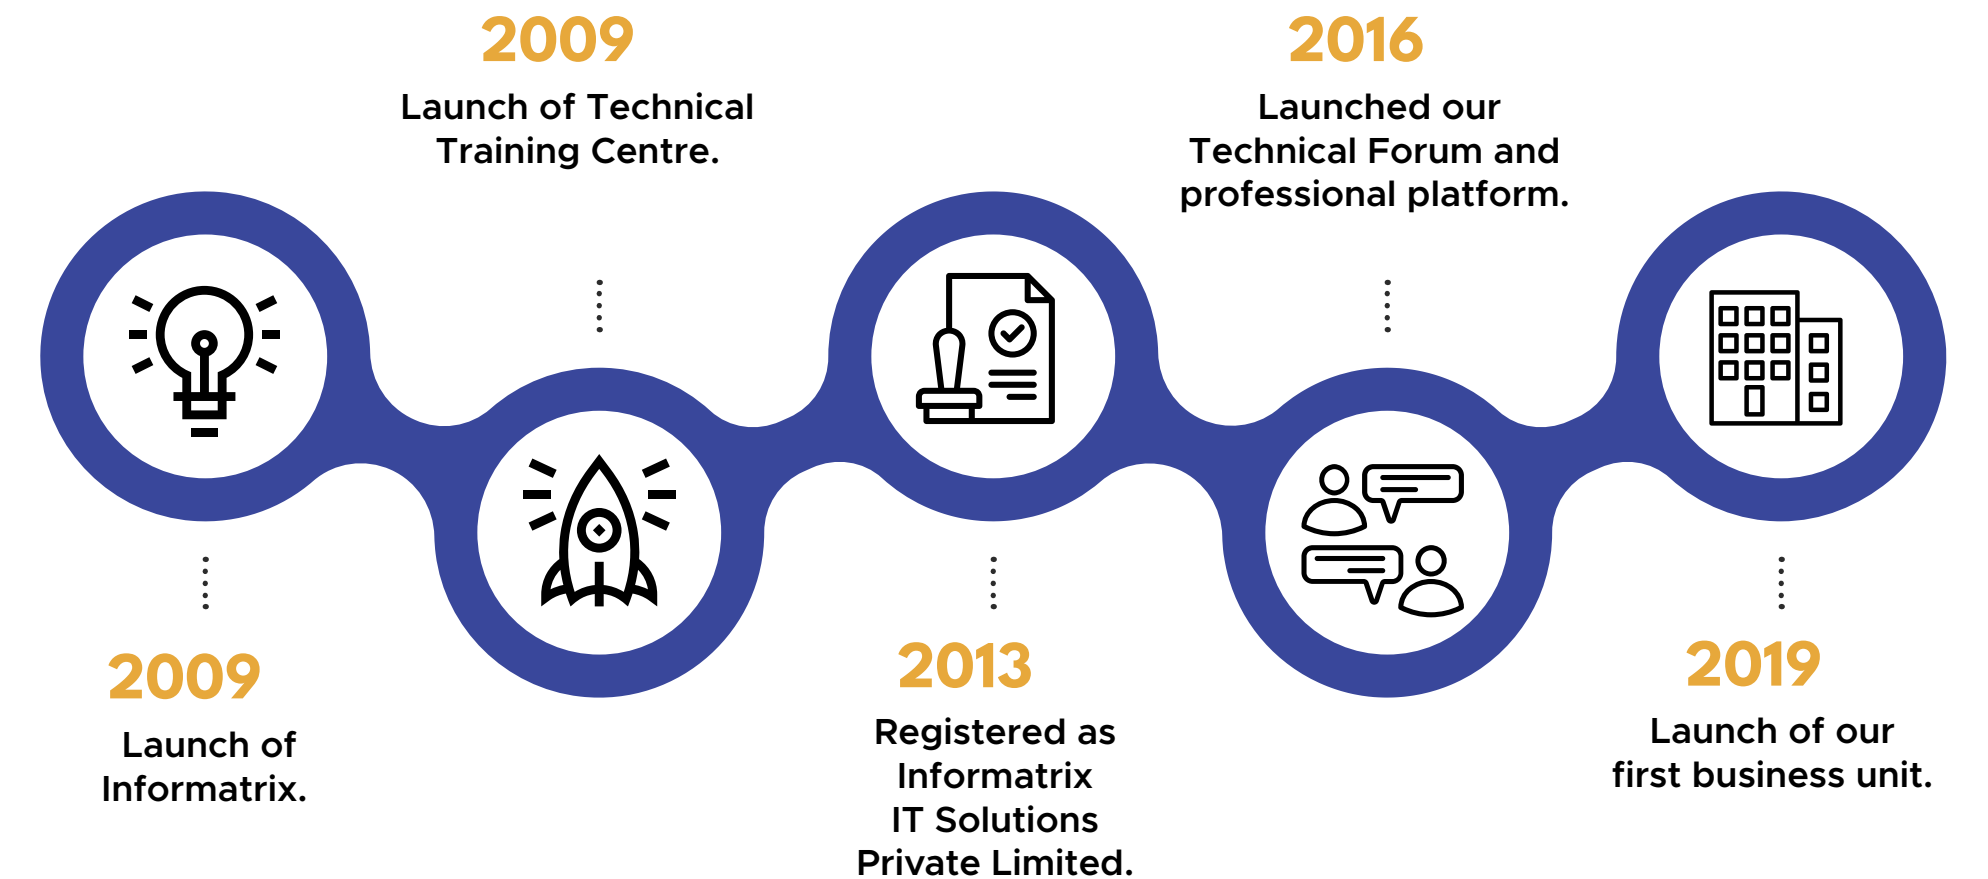 2009
Launch of
Informatrix.
2009
Launch of Technical
Training Centre.
2013
Registered as
Informatrix
IT Solutions
Private Limited.
2016
Launched our
Technical Forum and
professional platform.
2019
Launch of our
first business unit.